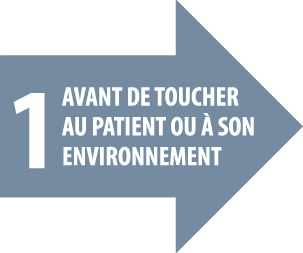 1
AVANT DE TOUCHER
AU PATIENT OU À SON
ENVIRONNEMENT